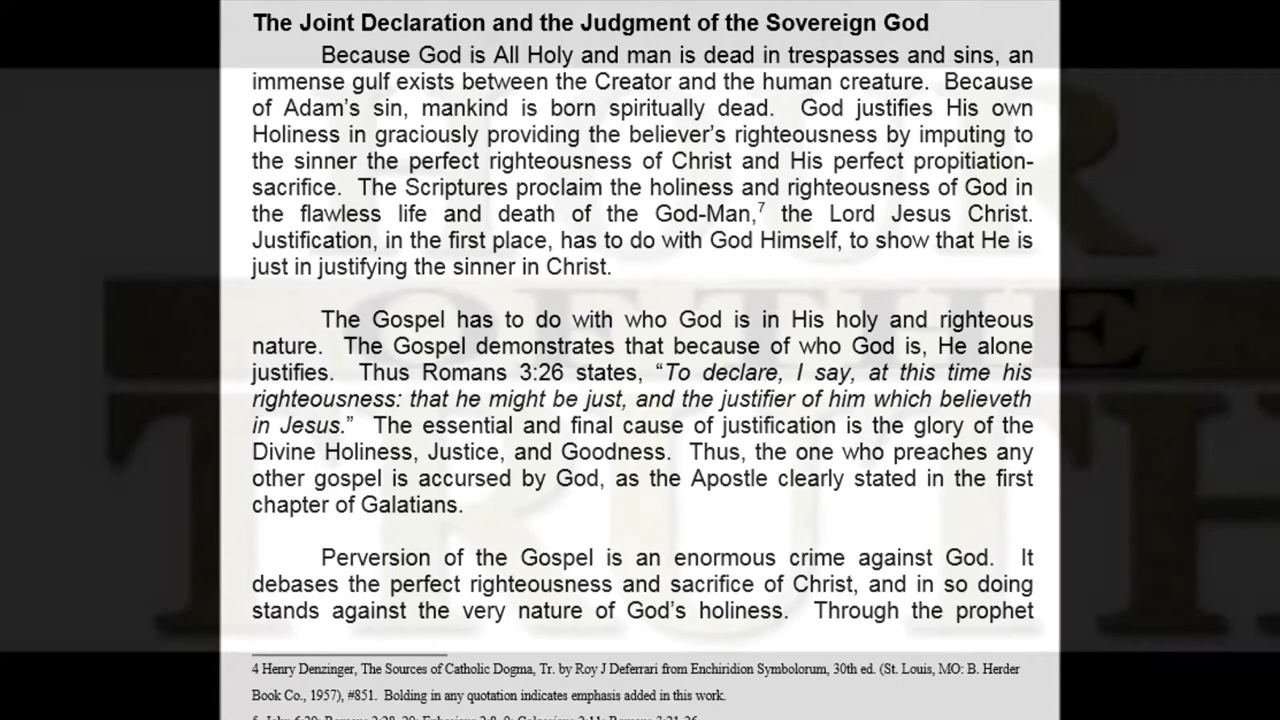 The Joint Declaration and the Judgment of the Sovereign God
Because God is All Holy and man is dead in trespasses and sins, an
immense gulf exists between the Creator and the human creature. Because
of Adam’s sin, mankind is born spiritually dead. God justifies His own
Holiness in graciously providing the believer’s righteousness by imputing to
the sinner the perfect righteousness of Christ and His perfect propitiation-
sacrifice. The Scriptures proclaim the holiness and righteousness of God in
the flawless life and death of the God-Man,7 the Lord Jesus Christ.
Justification, in the first place, has to do with God Himself, to show that He is
just in justifying the sinner in Christ.
The Gospel has to do with who God is in His holy and righteous
nature. The Gospel demonstrates that because of who God is, He alone
justifies. Thus Romans 3:26 states, “To declare, I say, at this time his
righteousness: that he might be just, and the justifier of him which believeth
in Jesus.” The essential and final cause of justification is the glory of the
Divine Holiness, Justice, and Goodness. Thus, the one who preaches any
other gospel is accursed by God, as the Apostle clearly stated in the first
chapter of Galatians.
Perversion of the Gospel is an enormous crime against God. It
debases the perfect righteousness and sacrifice of Christ, and in so doing
stands against the very nature of God’s holiness. Through the prophet
4 Henry Denzinger, The Sources of Catholic Dogma, Tr. by Roy J Deferrari from Enchiridion Symbolorum, 30th ed. (St. Louis, MO: B. Herder
Book Co., 1957), #851. Bolding in any quotation indicates emphasis added in this work.
HOUR
OF THE
TRUTH